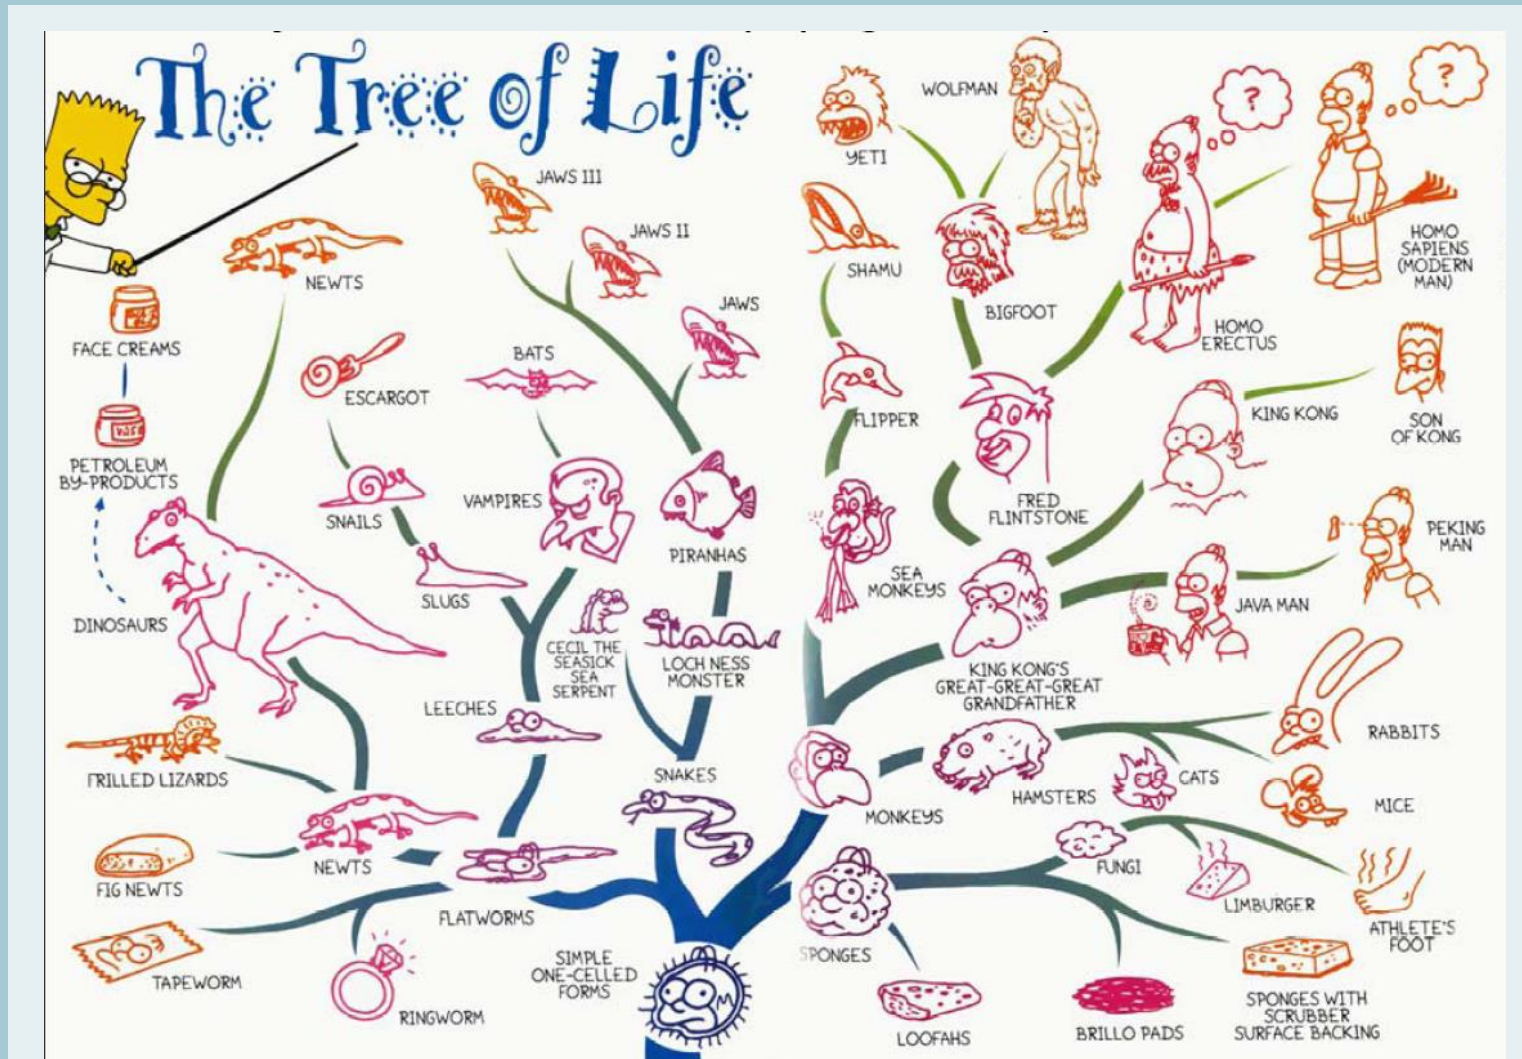 The Tree of Life
WOLFMAN
?
?
YETI
JAWS III
JAWS II
SHAMU
HOMO
SAPIENS
(MODERN
MAN)
NEWTS
JAWS
BIGFOOT
HOMO
ERECTUS
FACE CREAMS
BATS
ESCARGOT
FLIPPER
KING KONG
SON
OF KONG
PETROLEUM
BY-PRODUCTS
SNAILS
VAMPIRES
PIRANHAS
FRED
FLINTSTONE
PEKING
MAN
SEA
MONKEYS
SLUGS
JAVA MAN
DINOSAURS
CECIL THE
SEASICK
SEA
SERPENT
LOCH NESS
MONSTER
KING KONG'S
GREAT-GREAT-GREAT
GRANDFATHER
LEECHES
RABBITS
FRILLED LIZARDS
SNAKES
CATS
HAMSTERS
MICE
MONKEYS
NEWTS
FUNGI
FIG NEWTS
FLATWORMS
LIMBURGER
ATHLETE'S
FOOT
SPONGES
TAPEWORM
SIMPLE
ONE-CELLED
FORMS
RINGWORM
LOOFAHS
BRILLO PADS
SPONGES WITH
SCRUBBER
SURFACE BACKING